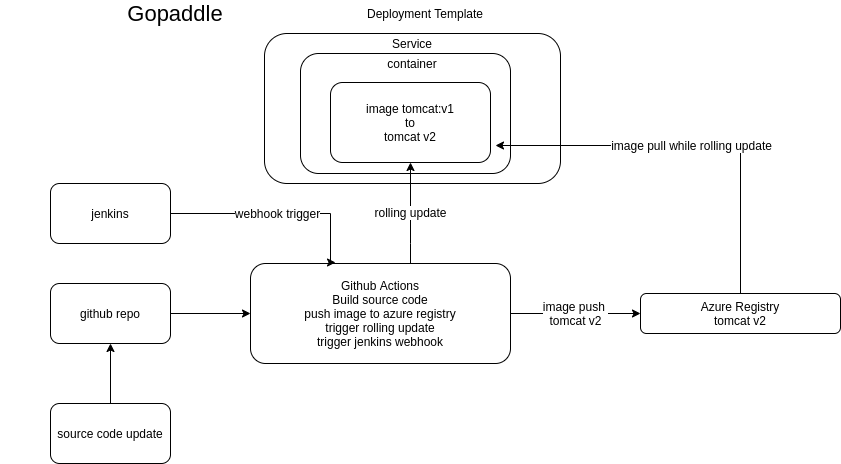 Gopaddle
Deployment Template
Service
container
image tomcat:v1
to
tomcat v2
image pull while rolling update
jenkins
webhook trigger
rolling update
github repo
Github Actions
Build source code
push image to azure registry
trigger rolling update
trigger jenkins webhook
image push
tomcat v2
Azure Registry
tomcat v2
source code update